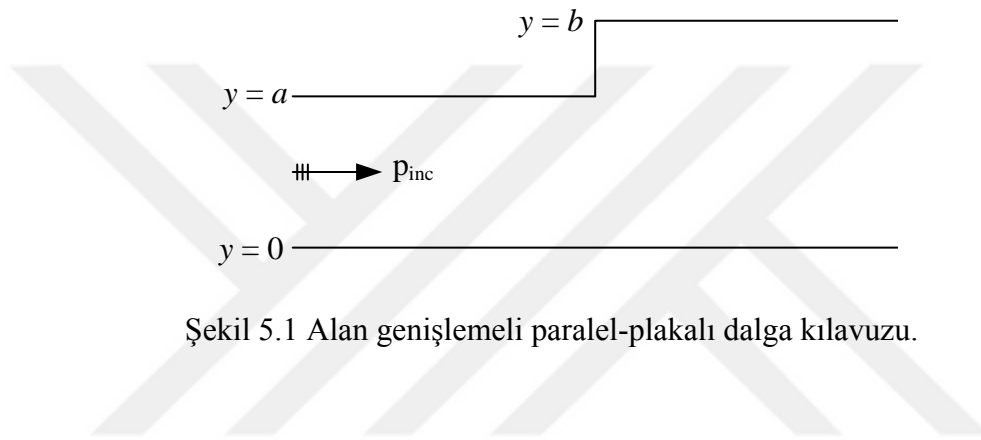 y = b
y = a
p_inc
y = 0
Şekil 5.1 Alan genişlemeli paralel-plakalı dalga kılavuzu.